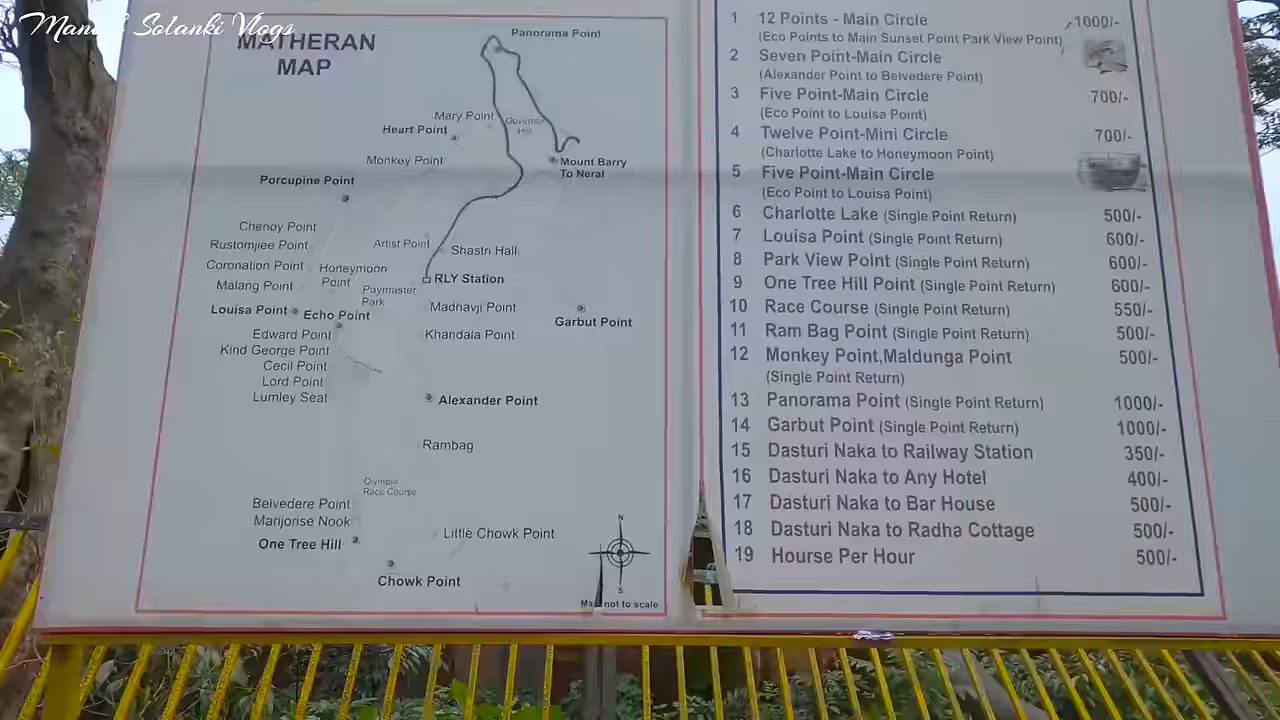 Solanki Vlogs
MATHERAN
MAP
Panorama Point
Mary Point
Governor
Hill
Heart Point
Monkey Point
Mount Barry
To Neral
Porcupine Point
Chenoy Point
Rustomjiee Point
Artist Point
Shastri Hall
Coronation Point
Honeymoon
Point
Malang Point
RLY Station
Paymaster
Park
Louisa Point
Echo Point
Madhavji Point
Garbut Point
Edward Point
Khandala Point
Kind George Point
Cecil Point
Lord Point
Lumley Seat
Alexander Point
Rambag
Olympia
Race Course
Belvedere Point
Marijorise Nook
Little Chowk Point
One Tree Hill
Chowk Point
N
S
not to scale
1 12 Points - Main Circle 1000/-
(Eco Points to Main Sunset Point Park View Point)
2 Seven Point-Main Circle
(Alexander Point to Belvedere Point)
3 Five Point-Main Circle 700/-
(Eco Point to Louisa Point)
4 Twelve Point-Mini Circle 700/-
(Charlotte Lake to Honeymoon Point)
5 Five Point-Main Circle
(Eco Point to Louisa Point)
6 Charlotte Lake (Single Point Return) 500/-
7 Louisa Point (Single Point Return) 600/-
8 Park View Point (Single Point Return) 600/-
9 One Tree Hill Point (Single Point Return) 600/-
10 Race Course (Single Point Return) 550/-
11 Ram Bag Point (Single Point Return) 500/-
12 Monkey Point,Maldunga Point 500/-
(Single Point Return)
13 Panorama Point (Single Point Return) 1000/-
14 Garbut Point (Single Point Return) 1000/-
15 Dasturi Naka to Railway Station 350/-
16 Dasturi Naka to Any Hotel 400/-
17 Dasturi Naka to Bar House 500/-
18 Dasturi Naka to Radha Cottage 500/-
19 Hourse Per Hour 500/-